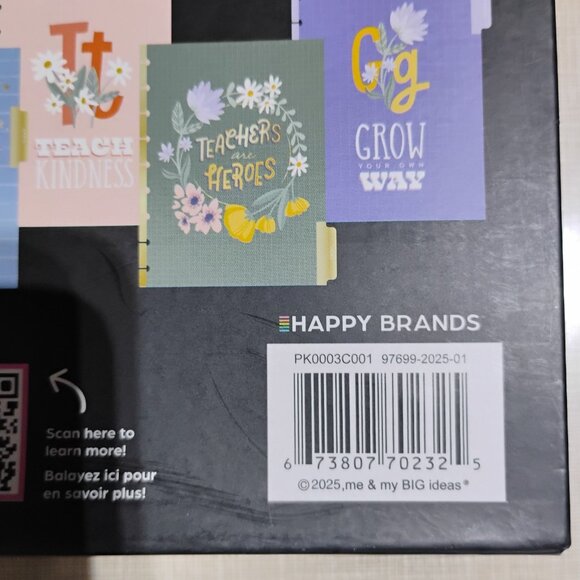 Tt
TEACH
KINDNESS
TEACHERS
are
HEROES
Gg
GROW
YOUR OWN
WAY
HAPPY BRANDS
PK0003C001 97699-2025-01
6 73807 70232 5
©2025,me & my BIG ideas®
Scan here to
learn more!
Balayez ici pour
en savoir plus!